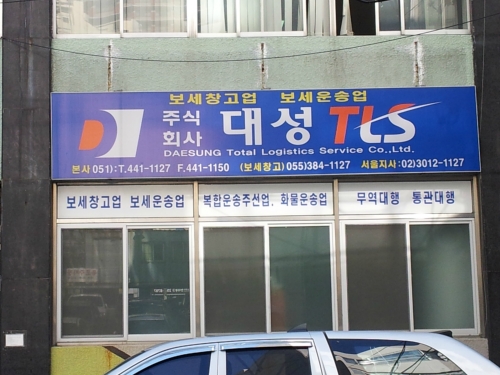 보세창고업 보세운송업
주식회사 대성 TLS
DAESUNG Total Logistics Service Co.,Ltd.
본사 051):T.441-1127 F.441-1150 (보세창고) 055)384-1127 서울지사:02)3012-1127
보세창고업 보세운송업 복합운송주선업, 화물운송업 무역대행 통관대행